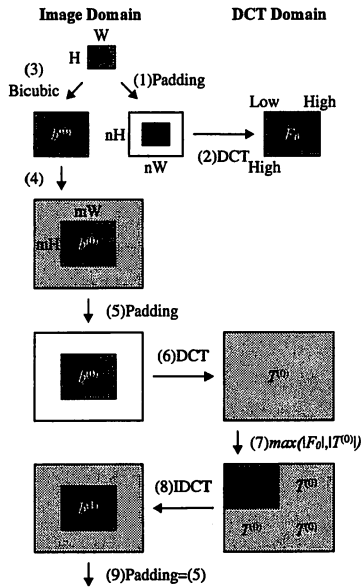 Image Domain DCT Domain
W
H
(3) (1)Padding
Bicubic
Low High
nH F₀
(2)DCT
nW High
(4)
mW
mH
(5)Padding
(6)DCT
T⁽⁰⁾
(7)max(|F₀|,|T⁽⁰⁾|)
(8)IDCT T⁽⁰⁾
T⁽⁰⁾ T⁽⁰⁾
(9)Padding=(5)